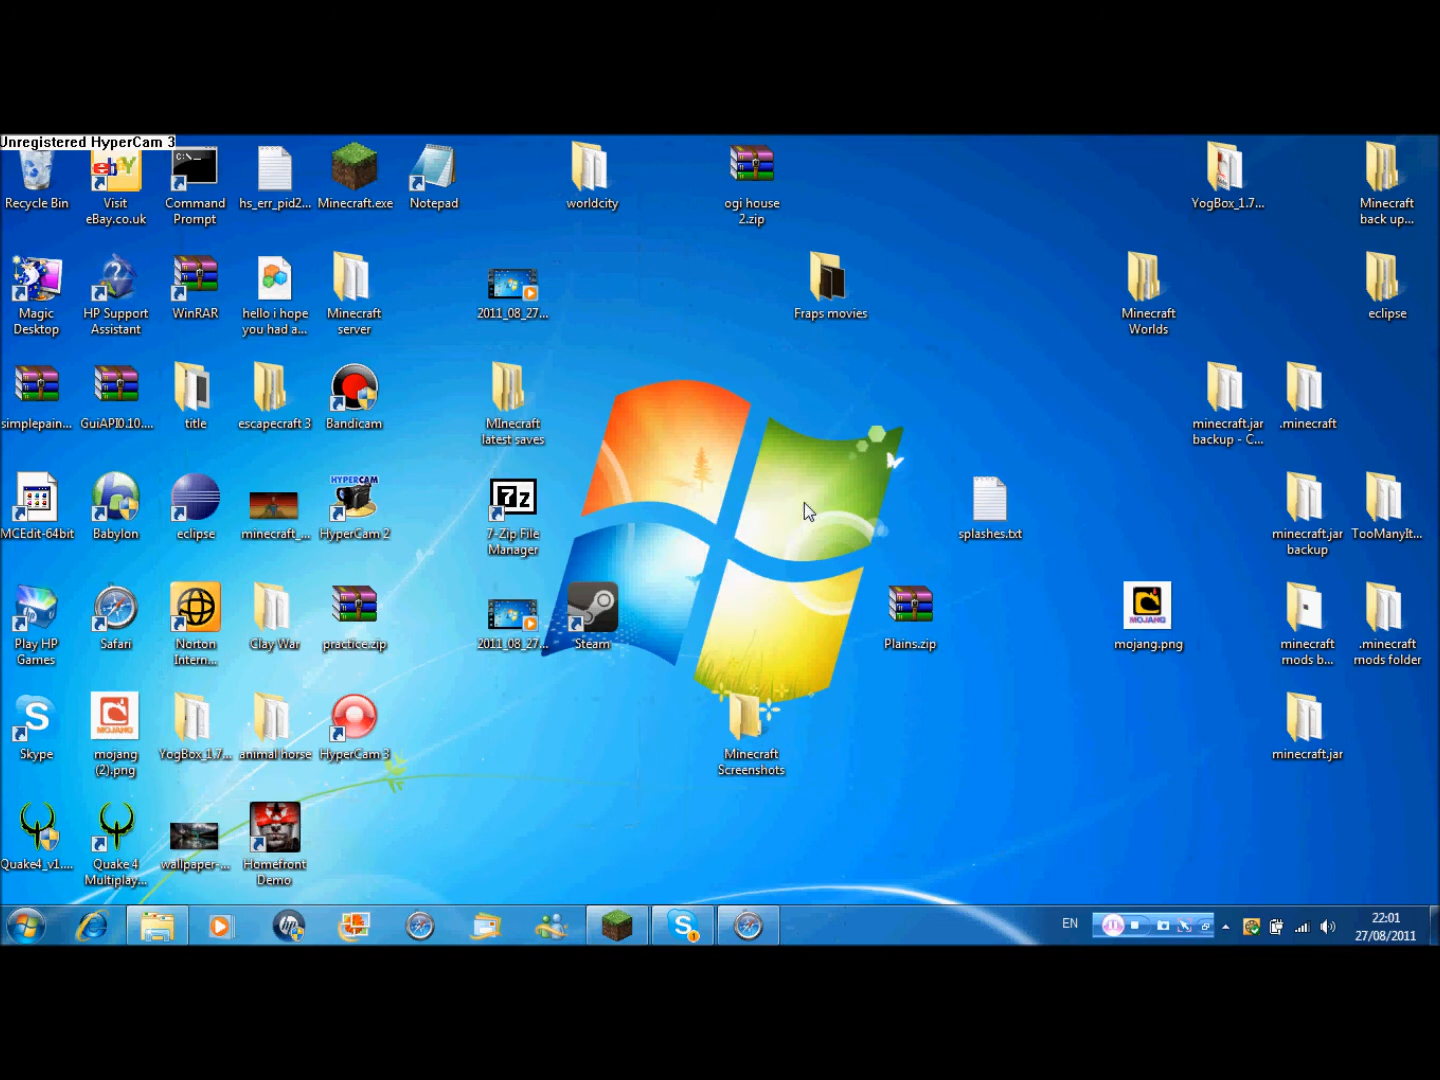 Unregistered HyperCam 3
Recycle Bin
Visit
eBay.co.uk
Command
Prompt
hs_err_pid2...
Minecraft.exe
Notepad
worldcity
ogi house
2.zip
YogBox_1.7...
Minecraft
back up...
Magic
Desktop
HP Support
Assistant
WinRAR
hello i hope
you had a...
Minecraft
server
2011_08_27...
Fraps movies
Minecraft
Worlds
eclipse
simplepain...
GuiAPI0.10....
title
escapecraft 3
Bandicam
MInecraft
latest saves
minecraft.jar
backup - C...
.minecraft
MCEdit-64bit
Babylon
eclipse
minecraft_...
HYPERCAM
HyperCam 2
7z
7-Zip File
Manager
splashes.txt
minecraft.jar
backup
TooManyIt...
Play HP
Games
Safari
Norton
Intern...
Clay War
practice.zip
2011_08_27...
Steam
Plains.zip
MOJANG
mojang.png
minecraft
mods b...
.minecraft
mods folder
Skype
MOJANG
mojang
(2).png
YogBox_1.7...
animal horse
HyperCam 3
Minecraft
Screenshots
minecraft.jar
Quake4_v1....
Quake 4
Multiplay...
wallpaper-...
Homefront
Demo
EN
22:01
27/08/2011